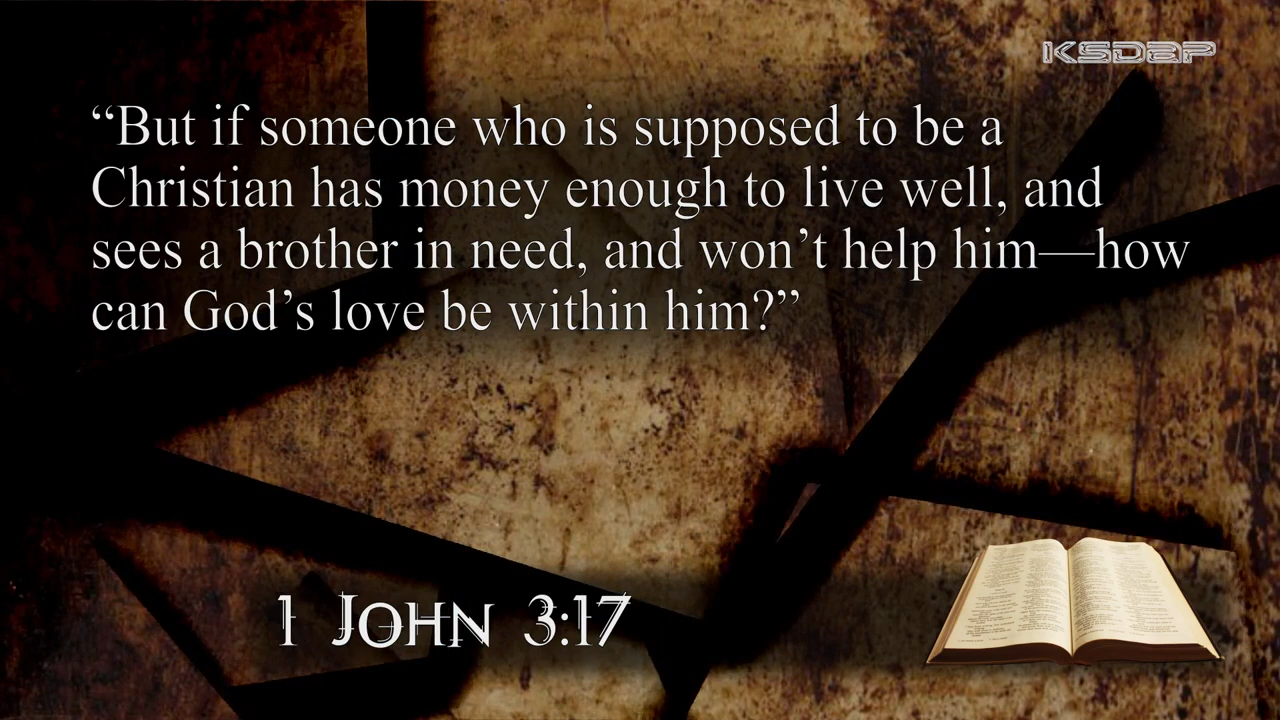 KSDAP
“But if someone who is supposed to be a
Christian has money enough to live well, and
sees a brother in need, and won’t help him—how
can God’s love be within him?”
1 John 3:17